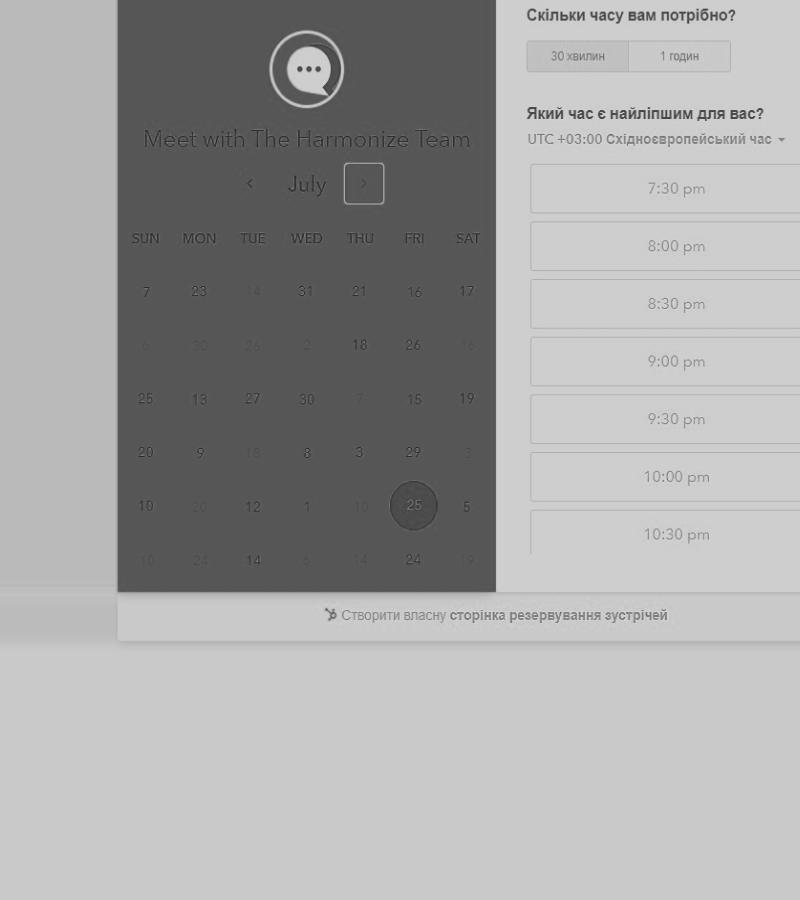 Скільки часу вам потрібно?
30 хвилин 1 годин
Який час є найліпшим для вас?
UTC +03:00 Східноєвропейський час
Meet with The Harmonize Team
July
SUN MON TUE WED THU FRI SAT
7 23 14 31 21 16 17
6 30 26 2 18 26 16
25 13 27 30 7 15 19
20 9 18 8 3 29 3
10 20 12 1 10 25 5
10 24 14 6 14 24 19
7:30 pm
8:00 pm
8:30 pm
9:00 pm
9:30 pm
10:00 pm
10:30 pm
Створити власну сторінка резервування зустрічей